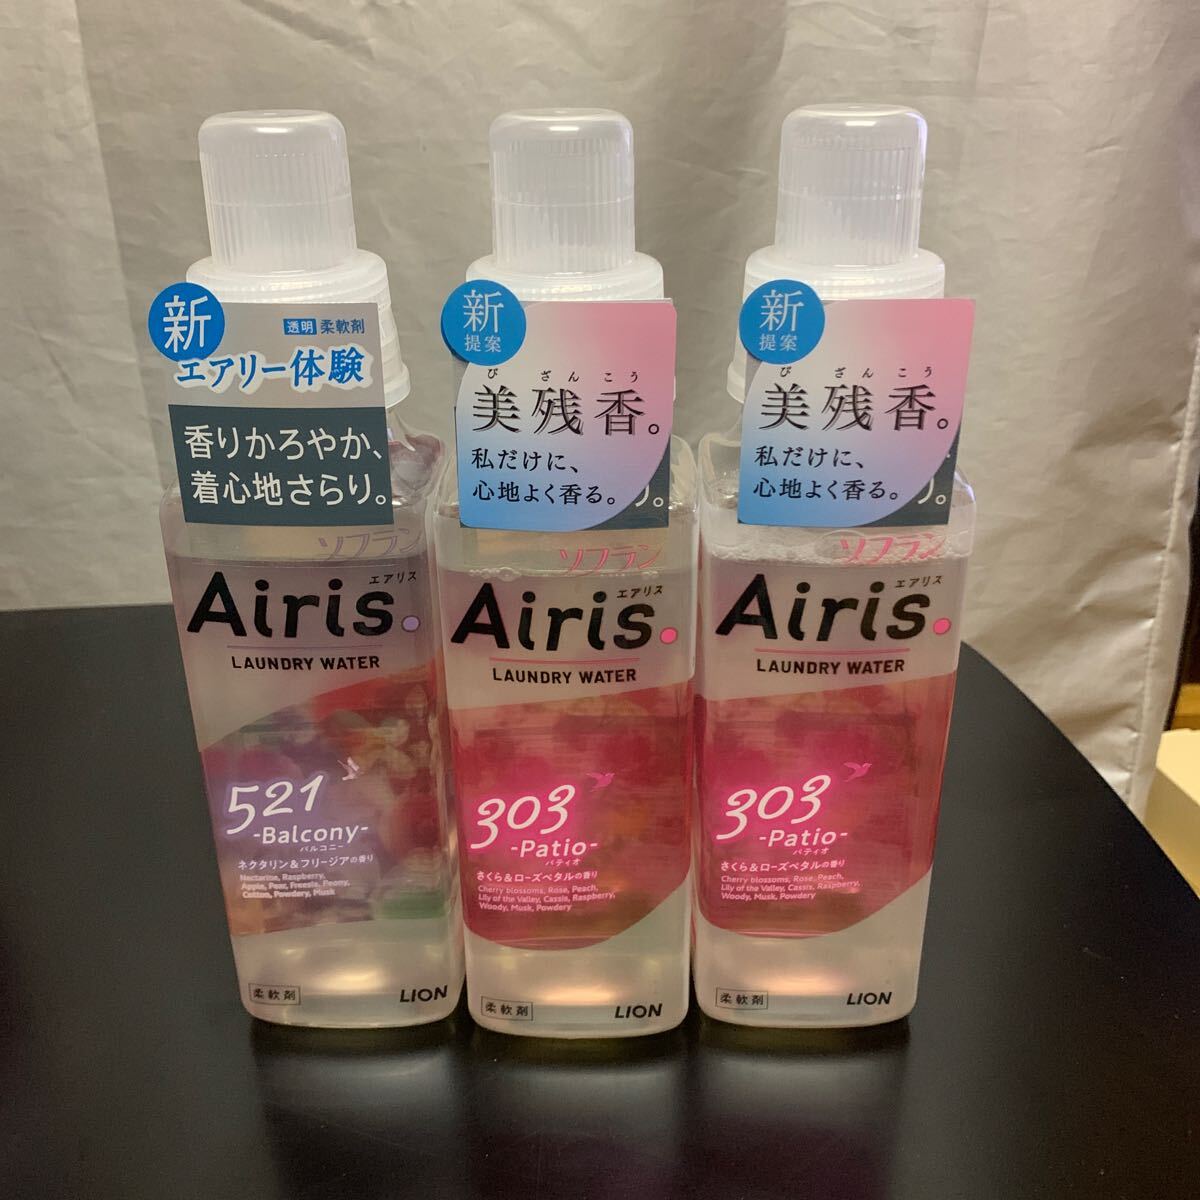 新
透明 柔軟剤
エアリー体験
香りかろやか、
着心地さらり。
ソフラン
エアリス
Airis.
LAUNDRY WATER
521
-Balcony-
バルコニー
ネクタリン&フリージアの香り
Nectarine, Raspberry,
Apple, Pear, Freesia, Peony,
Cotton, Powdery, Musk
柔軟剤
LION
新
提案
びざんこう
美残香。
私だけに、
心地よく香る。
り。
ソフラン
エアリス
Airis.
LAUNDRY WATER
303
-Patio-
パティオ
さくら&ローズペタルの香り
Cherry blossoms, Rose, Peach,
Lily of the Valley, Cassis, Raspberry,
Woody, Musk, Powdery
柔軟剤
LION
新
提案
びざんこう
美残香。
私だけに、
心地よく香る。
り。
ソフラン
エアリス
Airis.
LAUNDRY WATER
303
-Patio-
パティオ
さくら&ローズペタルの香り
Cherry blossoms, Rose, Peach,
Lily of the Valley, Cassis, Raspberry,
Woody, Musk, Powdery
柔軟剤
LION